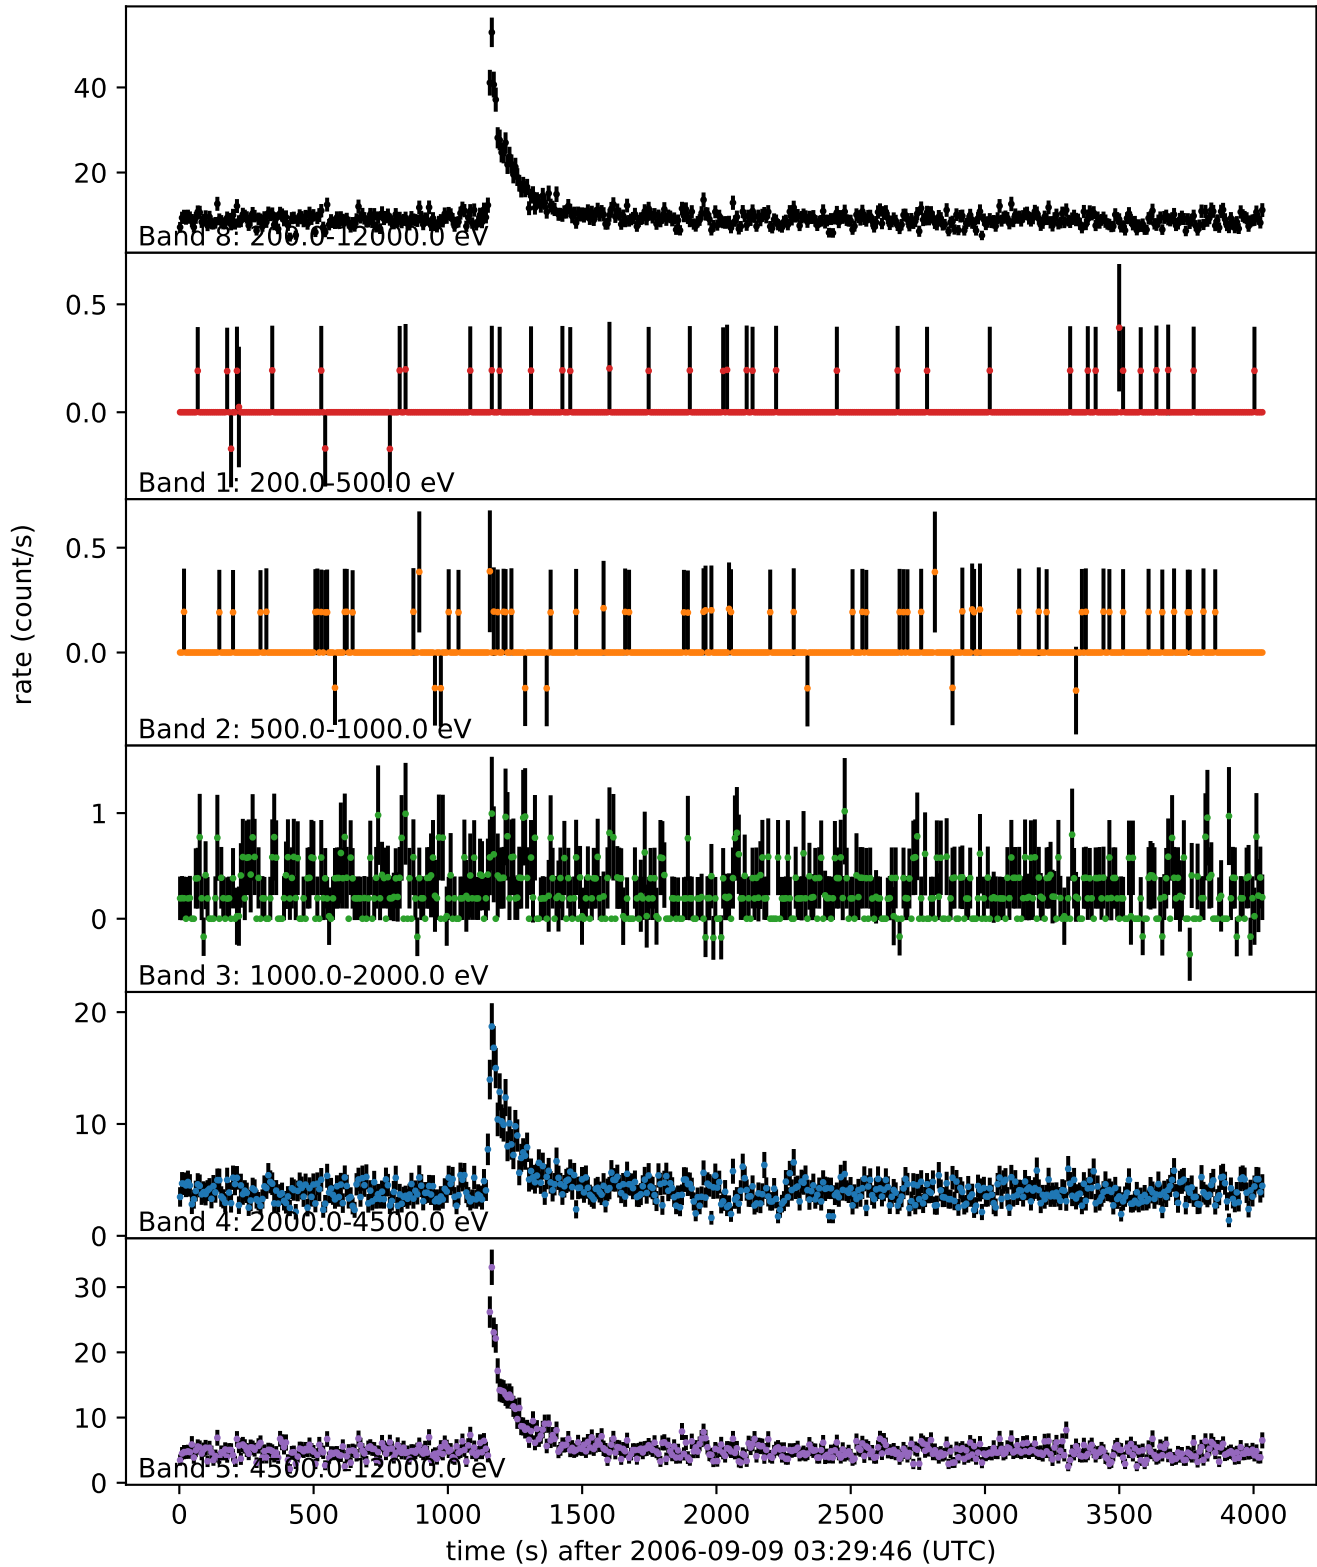 40
20
Band 8: 200.0-12000.0 eV
0.5
0.0
Band 1: 200.0-500.0 eV
0.5
0.0
Band 2: 500.0-1000.0 eV
rate (count/s)
1
0
Band 3: 1000.0-2000.0 eV
20
10
0
Band 4: 2000.0-4500.0 eV
30
20
10
0
Band 5: 4500.0-12000.0 eV
0 500 1000 1500 2000 2500 3000 3500 4000
time (s) after 2006-09-09 03:29:46 (UTC)